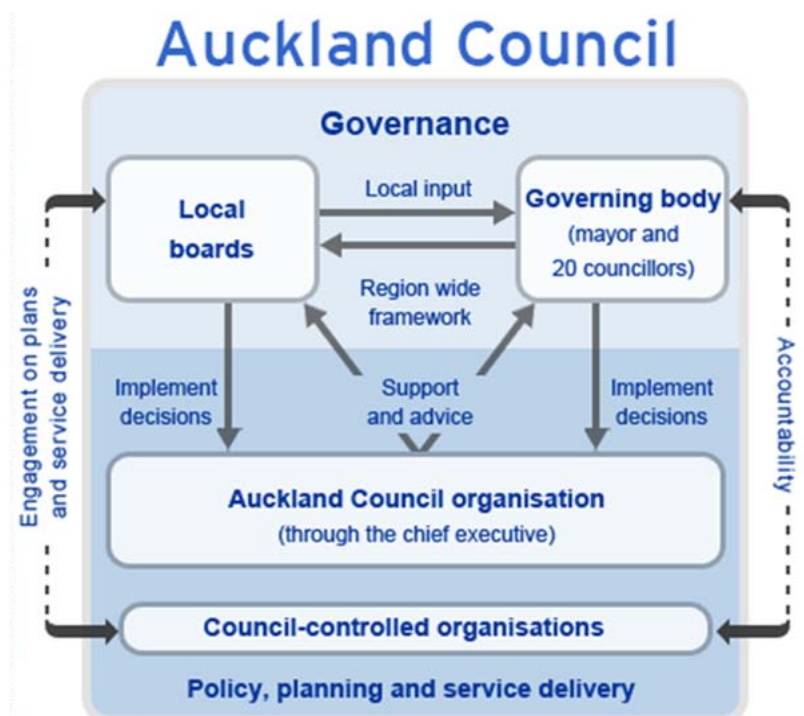 Auckland Council
Governance
Local
boards
Local input
Governing body
(mayor and
20 councillors)
Region wide
framework
Implement
decisions
Support
and advice
Implement
decisions
Engagement on plans
and service delivery
Accountability
Auckland Council organisation
(through the chief executive)
Council-controlled organisations
Policy, planning and service delivery